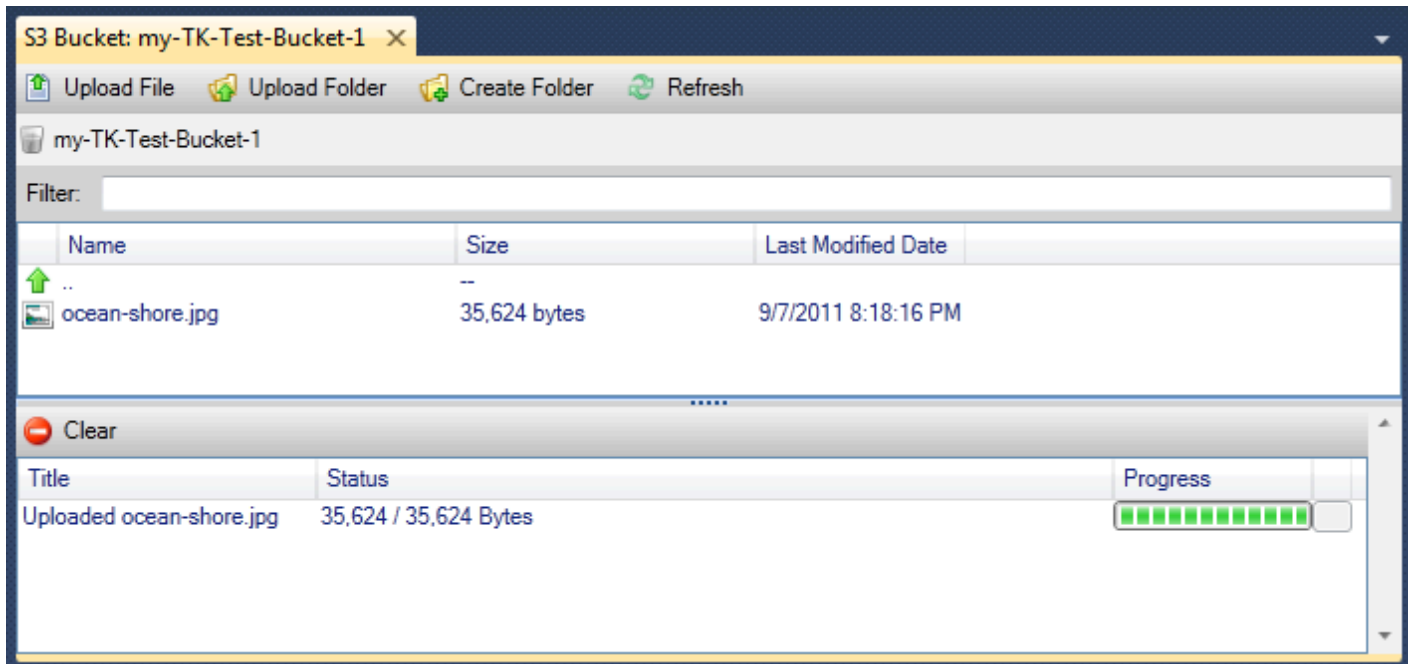 S3 Bucket: my-TK-Test-Bucket-1
Upload File Upload Folder Create Folder Refresh
my-TK-Test-Bucket-1
Filter:
Name Size Last Modified Date
.. --
ocean-shore.jpg 35,624 bytes 9/7/2011 8:18:16 PM
Clear
Title Status Progress
Uploaded ocean-shore.jpg 35,624 / 35,624 Bytes